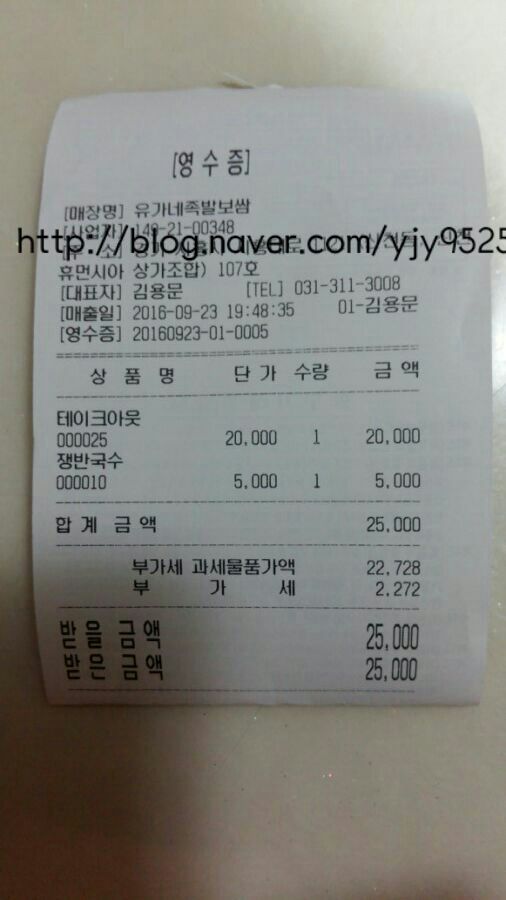 [영수증]
[매장명] 유가네족발보쌈
[사업자] 149-21-00348
http://blog.naver.com/yjy9525
휴먼시아 상가조합) 107호
[대표자] 김용문 [TEL] 031-311-3008
[매출일] 2016-09-23 19:48:35 01-김용문
[영수증] 20160923-01-0005
상 품 명 단 가 수량 금 액
테이크아웃
000025 20,000 1 20,000
쟁반국수
000010 5,000 1 5,000
합 계 금 액 25,000
부가세 과세물품가액 22,728
부 가 세 2,272
받 을 금 액 25,000
받 은 금 액 25,000